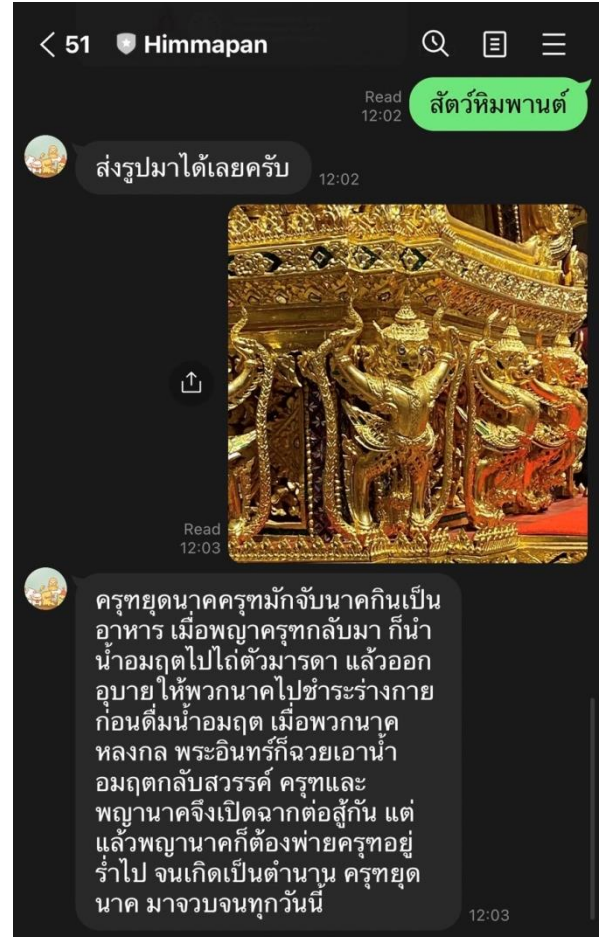 51 Himmapan
Read
12:02
สัตว์หิมพานต์
ส่งรูปมาได้เลยครับ
12:02
Read
12:03
ครุฑยุดนาคครุฑมักจับนาคกินเป็น
อาหาร เมื่อพญาครุฑกลับมา ก็นำ
น้ำอมฤตไปไถ่ตัวมารดา แล้วออก
อุบายให้พวกนาคไปชำระร่างกาย
ก่อนดื่มน้ำอมฤต เมื่อพวกนาค
หลงกล พระอินทร์ก็ฉวยเอาน้ำ
อมฤตกลับสวรรค์ ครุฑและ
พญานาคจึงเปิดฉากต่อสู้กัน แต่
แล้วพญานาคก็ต้องพ่ายครุฑอยู่
ร่ำไป จนเกิดเป็นตำนาน ครุฑยุด
นาค มาจวบจนทุกวันนี้
12:03